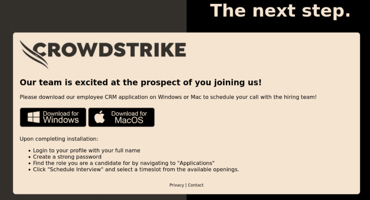 The next step.
CROWDSTRIKE
Our team is excited at the prospect of you joining us!
Please download our employee CRM application on Windows or Mac to schedule your call with the hiring team!
Download for Windows
Download for MacOS
Upon completing installation:
• Login to your profile with your full name
• Create a strong password
• Find the role you are a candidate for by navigating to "Applications"
• Click "Schedule Interview" and select a timeslot from the available openings.
Privacy | Contact